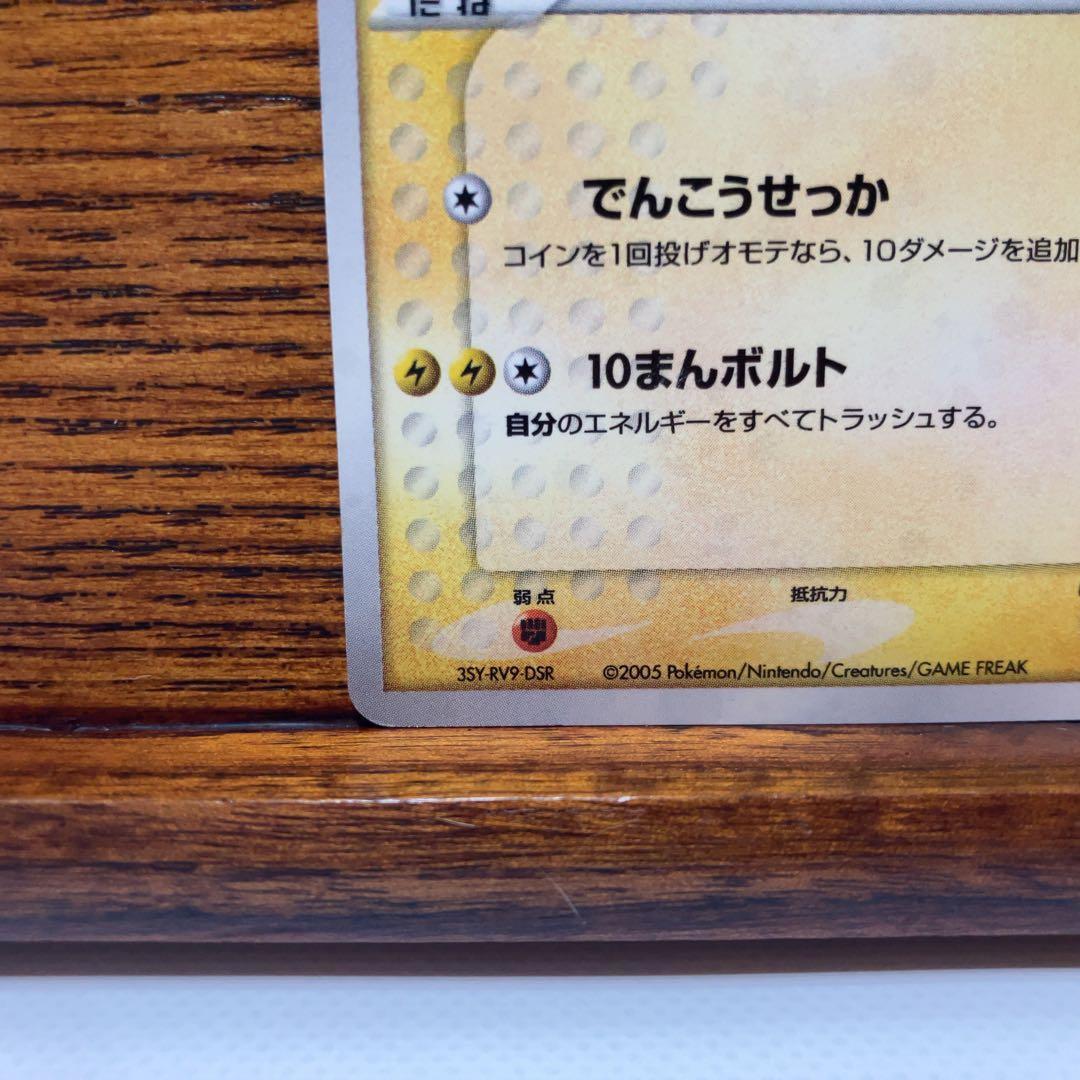 たね
でんこうせっか
コインを1回投げオモテなら、10ダメージを追加
10まんボルト
自分のエネルギーをすべてトラッシュする。
弱点 抵抗力
3SY-RV9-DSR ©2005 Pokémon/Nintendo/Creatures/GAME FREAK